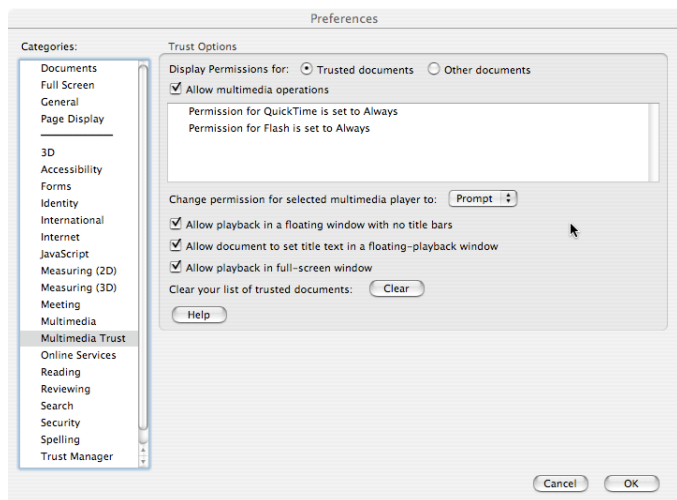 Preferences
Categories:
Documents
Full Screen
General
Page Display
3D
Accessibility
Forms
Identity
International
Internet
JavaScript
Measuring (2D)
Measuring (3D)
Meeting
Multimedia
Multimedia Trust
Online Services
Reading
Reviewing
Search
Security
Spelling
Trust Manager
Trust Options
Display Permissions for: Trusted documents Other documents
Allow multimedia operations
Permission for QuickTime is set to Always
Permission for Flash is set to Always
Change permission for selected multimedia player to: Prompt
Allow playback in a floating window with no title bars
Allow document to set title text in a floating-playback window
Allow playback in full-screen window
Clear your list of trusted documents: Clear
Help
Cancel OK